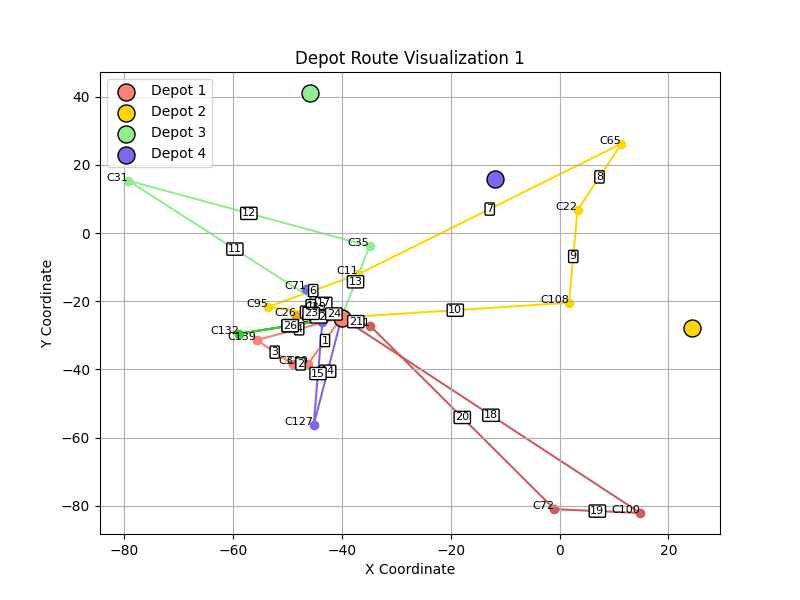 Depot Route Visualization 1
Depot 1
Depot 2
Depot 3
Depot 4
Y Coordinate
40
20
0
−20
−40
−60
−80
C65
8
C31
12
7
C22
11
C35
9
C11
13
C71
6
C95
17
C108
10
C26
23
24
21
26
C132
C139
1
3
2
15
C127
18
20
C72
19
C100
−80
−60
−40
−20
0
20
X Coordinate